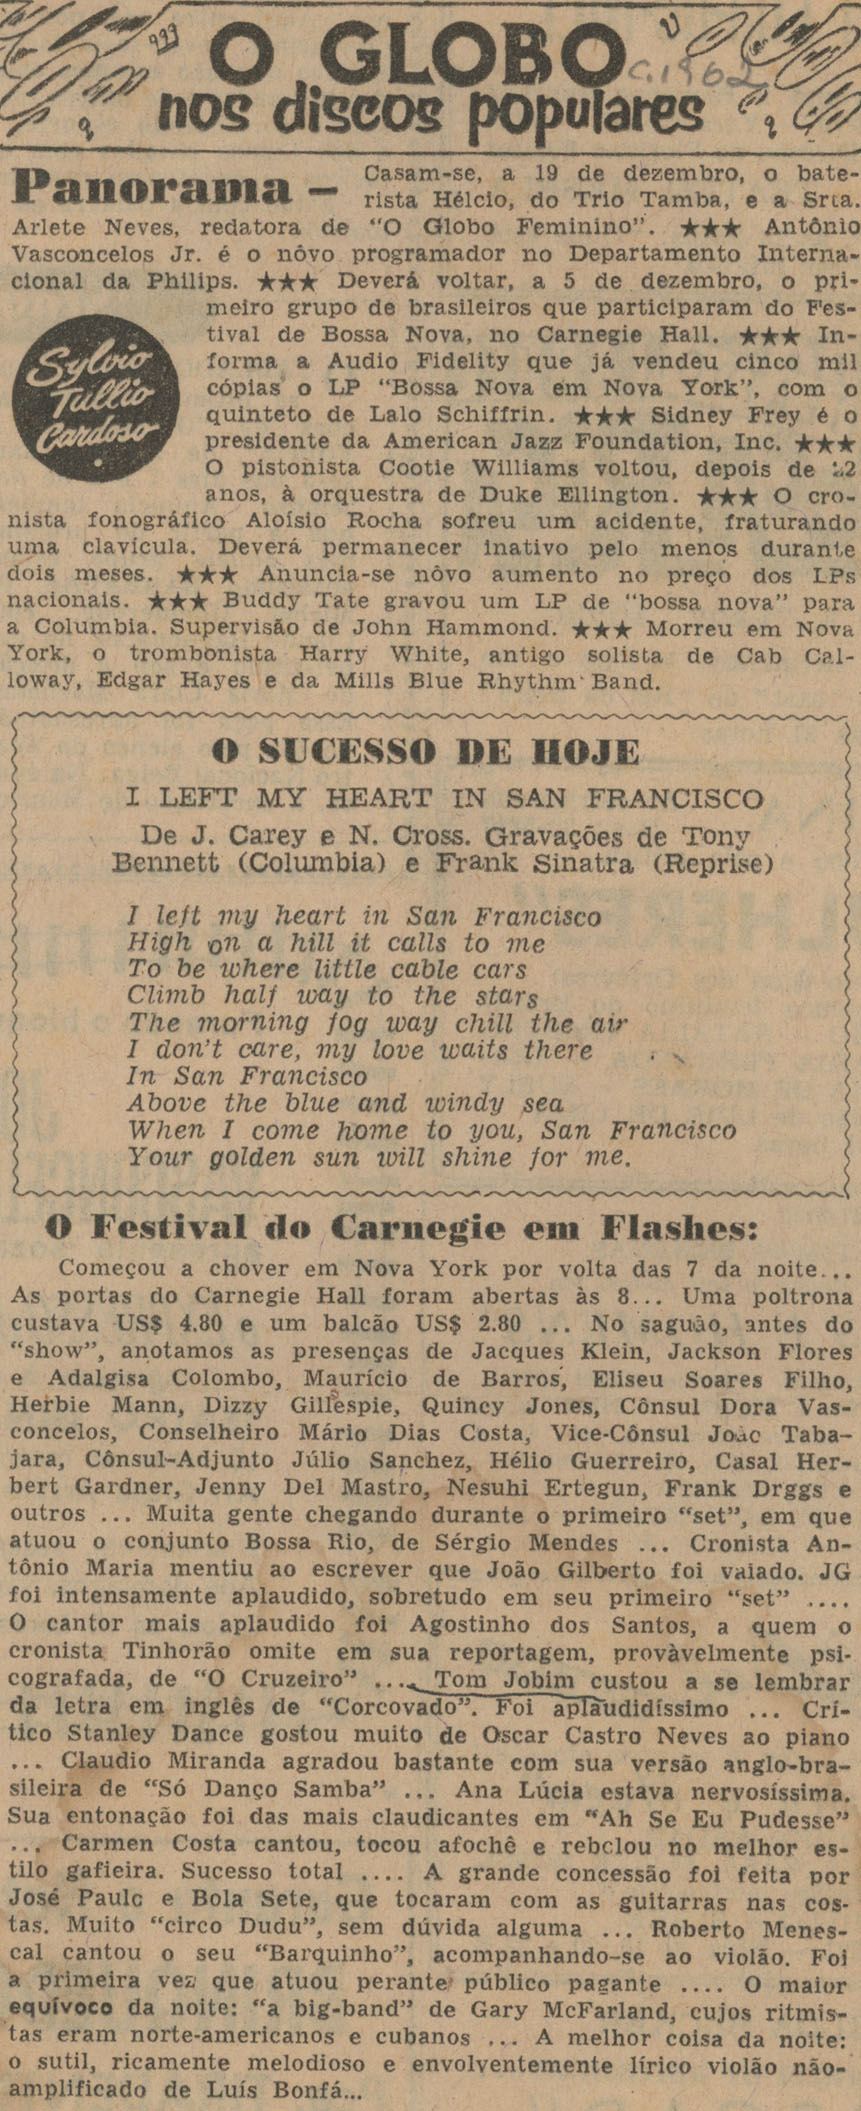 O GLOBO
c.1962
nos discos populares
Panorama — Casam-se, a 19 de dezembro, o bate-
rista Hélcio, do Trio Tamba, e a Srta.
Arlete Neves, redatora de "O Globo Feminino". ★★★ Antônio
Vasconcelos Jr. é o nôvo programador no Departamento Interna-
cional da Philips. ★★★ Deverá voltar, a 5 de dezembro, o pri-
meiro grupo de brasileiros que participaram do Fes-
tival de Bossa Nova, no Carnegie Hall. ★★★ In-
forma a Audio Fidelity que já vendeu cinco mil
cópias o LP "Bossa Nova em Nova York", com o
quinteto de Lalo Schiffrin. ★★★ Sidney Frey é o
presidente da American Jazz Foundation, Inc. ★★★
O pistonista Cootie Williams voltou, depois de 22
anos, à orquestra de Duke Ellington. ★★★ O cro-
Sylvio
Tullio
Cardoso
nista fonográfico Aloísio Rocha sofreu um acidente, fraturando
uma clavícula. Deverá permanecer inativo pelo menos durante
dois meses. ★★★ Anuncia-se nôvo aumento no preço dos LPs
nacionais. ★★★ Buddy Tate gravou um LP de "bossa nova" para
a Columbia. Supervisão de John Hammond. ★★★ Morreu em Nova
York, o trombonista Harry White, antigo solista de Cab Cal-
loway, Edgar Hayes e da Mills Blue Rhythm Band.
O SUCESSO DE HOJE
I LEFT MY HEART IN SAN FRANCISCO
De J. Carey e N. Cross. Gravações de Tony
Bennett (Columbia) e Frank Sinatra (Reprise)
I left my heart in San Francisco
High on a hill it calls to me
To be where little cable cars
Climb half way to the stars
The morning fog way chill the air
I don't care, my love waits there
In San Francisco
Above the blue and windy sea
When I come home to you, San Francisco
Your golden sun will shine for me.
O Festival do Carnegie em Flashes:
Começou a chover em Nova York por volta das 7 da noite...
As portas do Carnegie Hall foram abertas às 8... Uma poltrona
custava US$ 4.80 e um balcão US$ 2.80 ... No saguão, antes do
"show", anotamos as presenças de Jacques Klein, Jackson Flores
e Adalgisa Colombo, Maurício de Barros, Eliseu Soares Filho,
Herbie Mann, Dizzy Gillespie, Quincy Jones, Cônsul Dora Vas-
concelos, Conselheiro Mário Dias Costa, Vice-Cônsul Joãc Taba-
jara, Cônsul-Adjunto Júlio Sanchez, Hélio Guerreiro, Casal Her-
bert Gardner, Jenny Del Mastro, Nesuhi Ertegun, Frank Drggs e
outros ... Muita gente chegando durante o primeiro "set", em que
atuou o conjunto Bossa Rio, de Sérgio Mendes ... Cronista An-
tônio Maria mentiu ao escrever que João Gilberto foi vaiado. JG
foi intensamente aplaudido, sobretudo em seu primeiro "set" ....
O cantor mais aplaudido foi Agostinho dos Santos, a quem o
cronista Tinhorão omite em sua reportagem, provàvelmente psi-
cografada, de "O Cruzeiro" .... Tom Jobim custou a se lembrar
da letra em inglês de "Corcovado". Foi aplaudidíssimo ... Crí-
tico Stanley Dance gostou muito de Oscar Castro Neves ao piano
... Claudio Miranda agradou bastante com sua versão anglo-bra-
sileira de "Só Danço Samba" ... Ana Lúcia estava nervosíssima.
Sua entonação foi das mais claudicantes em "Ah Se Eu Pudesse"
... Carmen Costa cantou, tocou afochê e rebclou no melhor es-
tilo gafieira. Sucesso total .... A grande concessão foi feita por
José Paulc e Bola Sete, que tocaram com as guitarras nas cos-
tas. Muito "circo Dudu", sem dúvida alguma ... Roberto Menes-
cal cantou o seu "Barquinho", acompanhando-se ao violão. Foi
a primeira vez que atuou perante público pagante .... O maior
equívoco da noite: "a big-band" de Gary McFarland, cujos ritmis-
tas eram norte-americanos e cubanos ... A melhor coisa da noite:
o sutil, ricamente melodioso e envolventemente lírico violão não-
amplificado de Luís Bonfá...